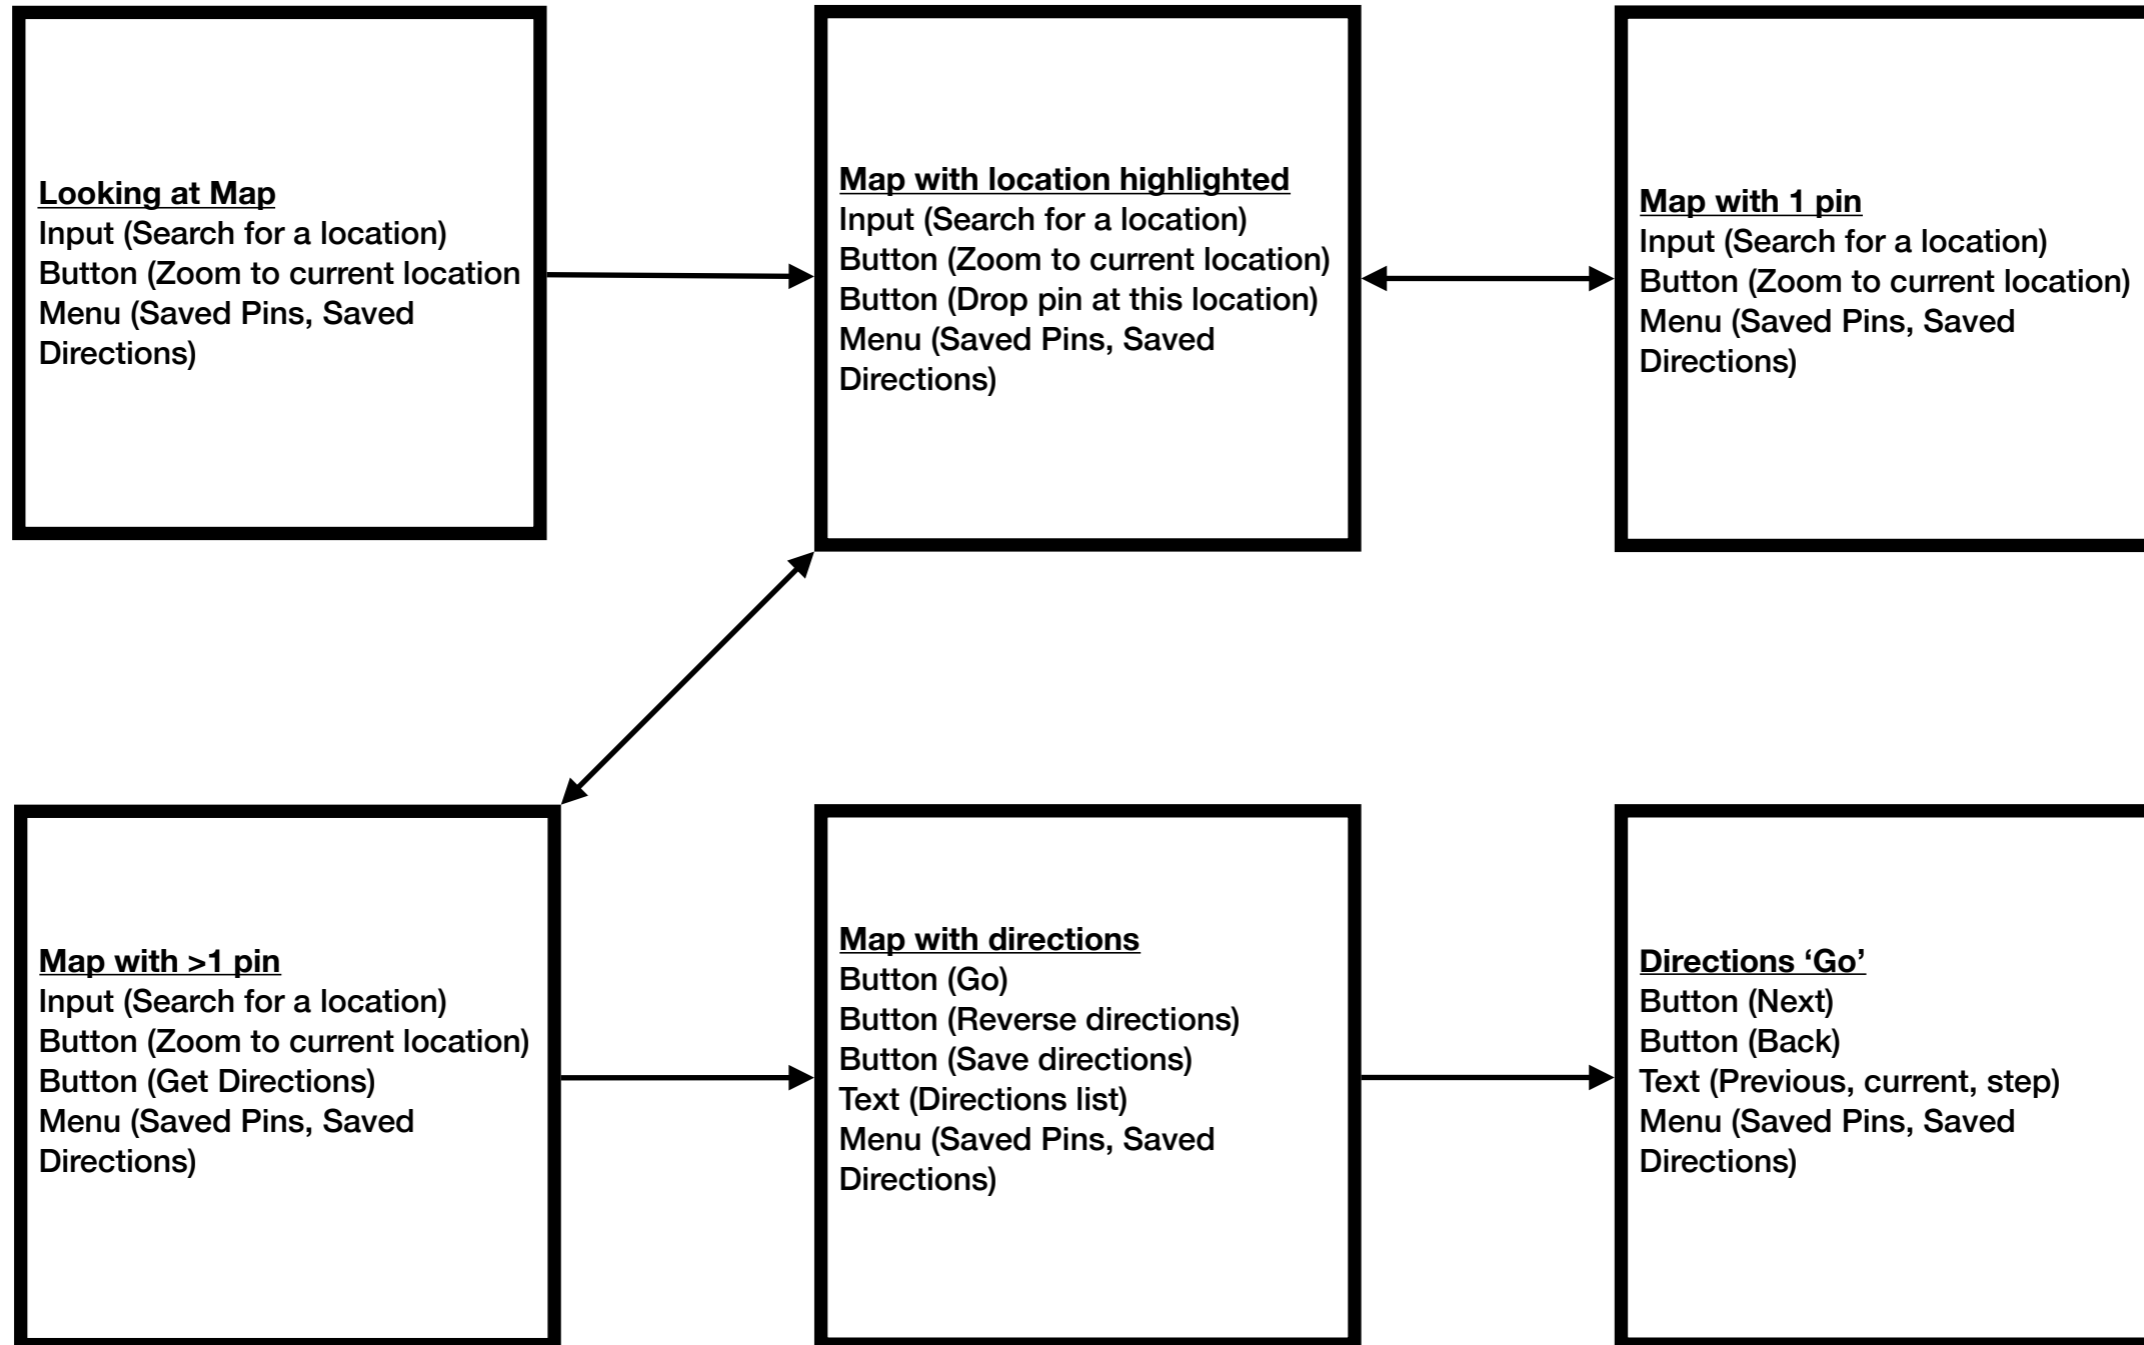 Looking at Map
Input (Search for a location)
Button (Zoom to current location
Menu (Saved Pins, Saved
Directions)
Map with location highlighted
Input (Search for a location)
Button (Zoom to current location)
Button (Drop pin at this location)
Menu (Saved Pins, Saved
Directions)
Map with 1 pin
Input (Search for a location)
Button (Zoom to current location)
Menu (Saved Pins, Saved
Directions)
Map with >1 pin
Input (Search for a location)
Button (Zoom to current location)
Button (Get Directions)
Menu (Saved Pins, Saved
Directions)
Map with directions
Button (Go)
Button (Reverse directions)
Button (Save directions)
Text (Directions list)
Menu (Saved Pins, Saved
Directions)
Directions ‘Go’
Button (Next)
Button (Back)
Text (Previous, current, step)
Menu (Saved Pins, Saved
Directions)